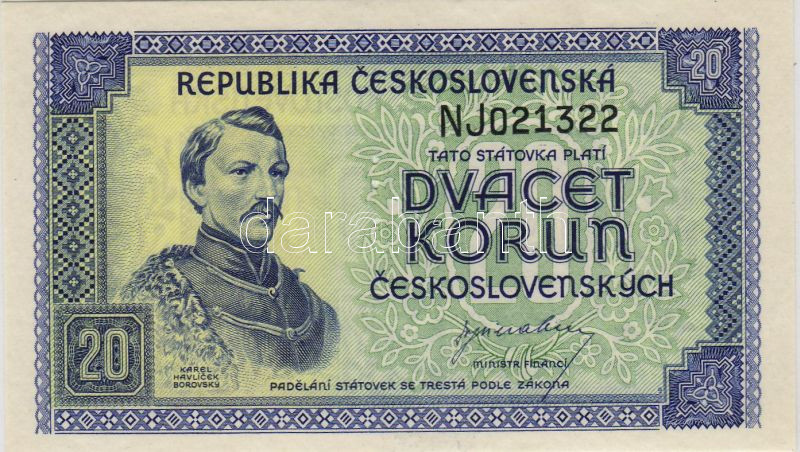 20
REPUBLIKA ČESKOSLOVENSKÁ
NJ021322
TATO STÁTOVKA PLATÍ
DVACET
KORUN
ČESKOSLOVENSKÝCH
MINISTR FINANCÍ
20
KAREL
HAVLÍČEK
BOROVSKÝ
PADĚLÁNÍ STÁTOVEK SE TRESTÁ PODLE ZÁKONA
20